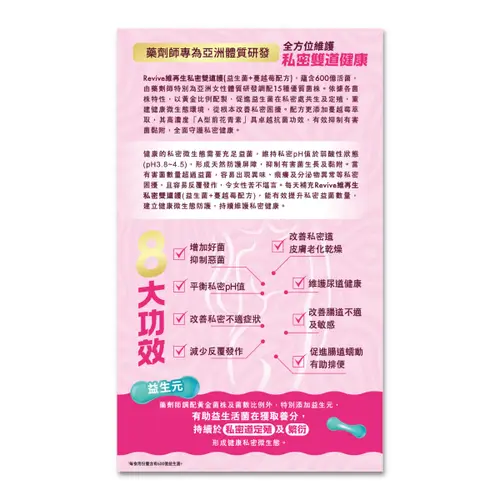 藥劑師專為亞洲體質研發
全方位維護
私密雙道健康
Revive維再生私密雙道護(益生菌+蔓越莓配方)，蘊含600億活菌，
由藥劑師特別為亞洲女性體質研發調配15種優質菌株。依據各菌
株特性，以黃金比例配製，促進益生菌在私密處共生及定殖，重
建健康微生態環境，從根本改善私密困擾。配方更添加蔓越莓萃
取，其高濃度「A型前花青素」具卓越抗菌功效，有效抑制有害
菌黏附，全面守護私密健康。
健康的私密微生態需要充足益菌，維持私密pH值於弱酸性狀態
(pH3.8~4.5)，形成天然防護屏障，抑制有害菌生長及黏附。當
有害菌數量超過益菌，容易出現異味、痕癢及分泌物異常等私密
困擾，且容易反覆發作，令女性苦不堪言。每天補充Revive維再生
私密雙道護(益生菌+蔓越莓配方)，能有效提升私密益菌數量，
建立健康微生態防護，持續維護私密健康。
8大功效
增加好菌
抑制惡菌
平衡私密pH值
改善私密不適症狀
減少反覆發作
改善私密道
皮膚老化乾燥
維護尿道健康
改善腸道不適
及敏感
促進腸道蠕動
有助排便
益生元
藥劑師調配黃金菌株及菌數比例外，特別添加益生元，
有助益生活菌在獲取養分，
持續於 私密道定殖 及 繁衍
形成健康私密微生態。
*每食用份量含有600億益生菌